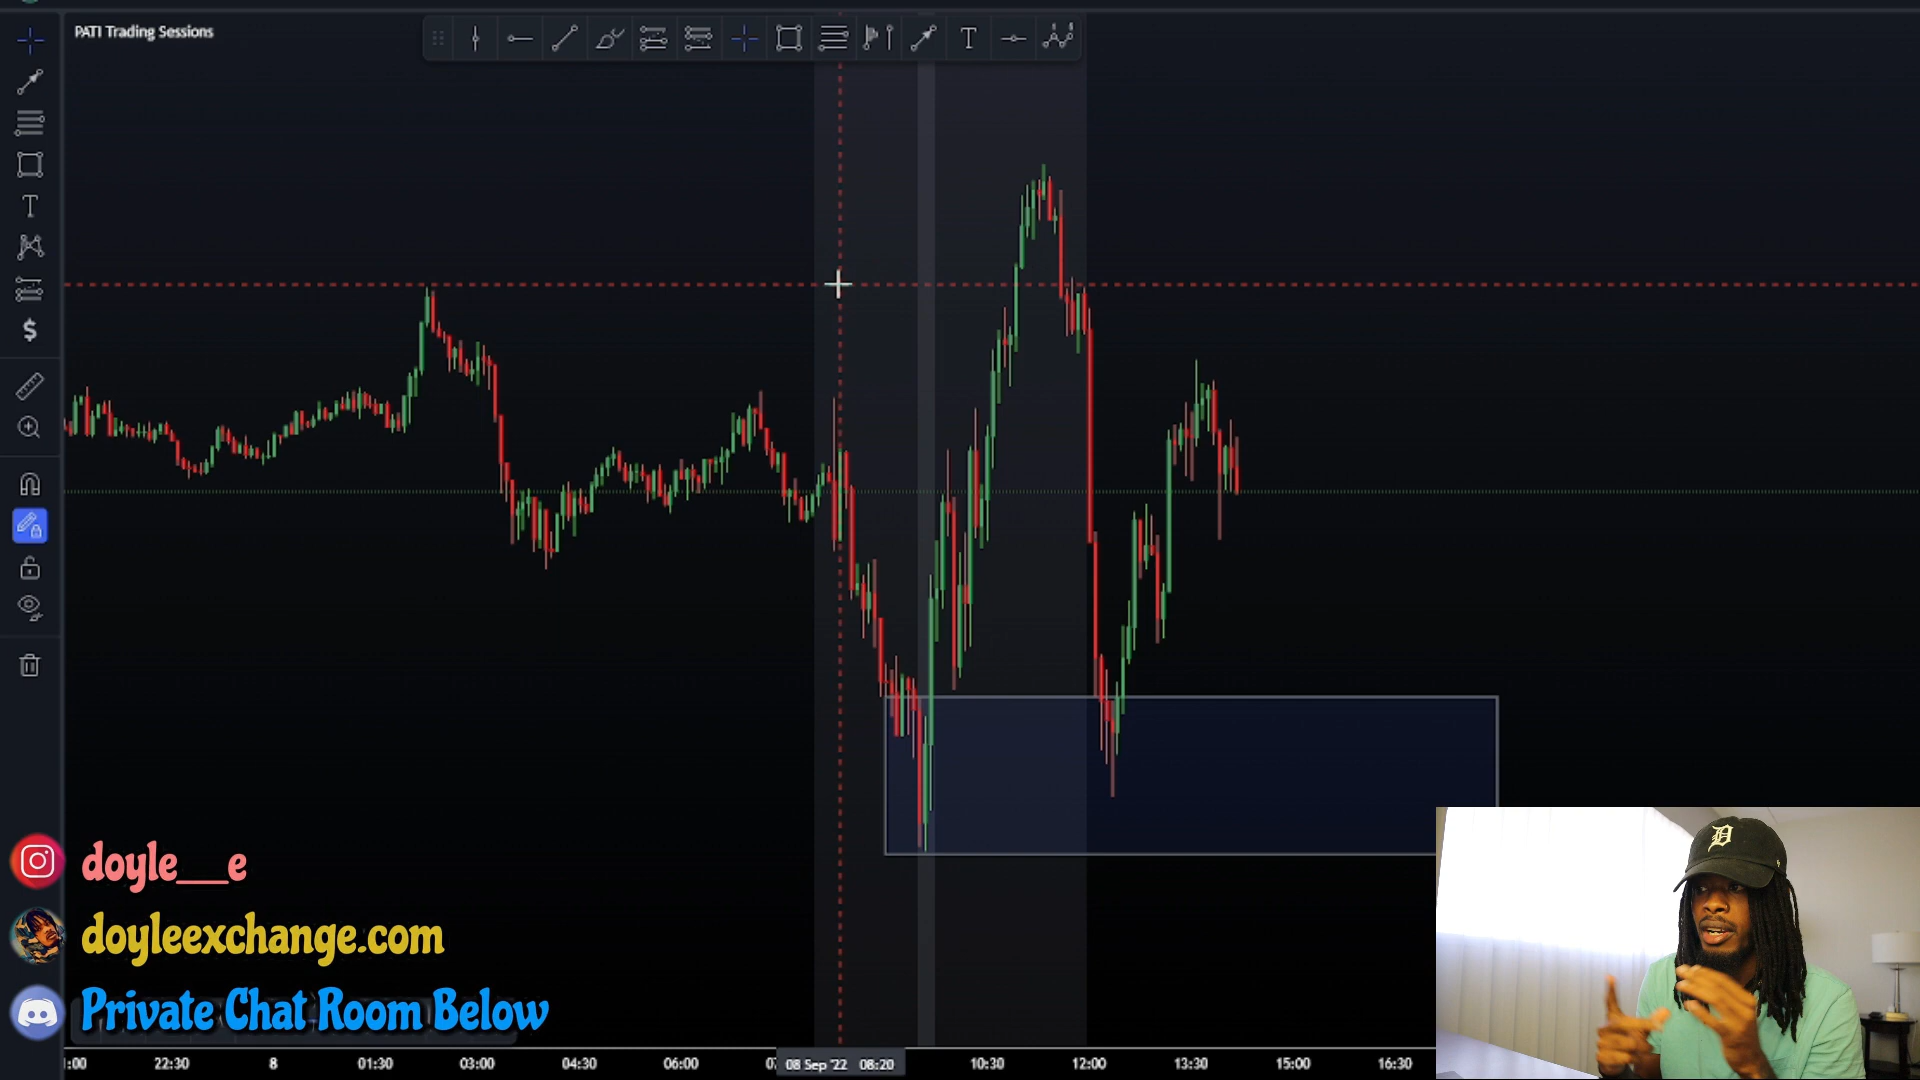 PATI Trading Sessions
T
T
$
doyle__e
doyleexchange.com
Private Chat Room Below
22:30 8 01:30 03:00 04:30 06:00 08 Sep '22 08:20 10:30 12:00 13:30 15:00 16:30